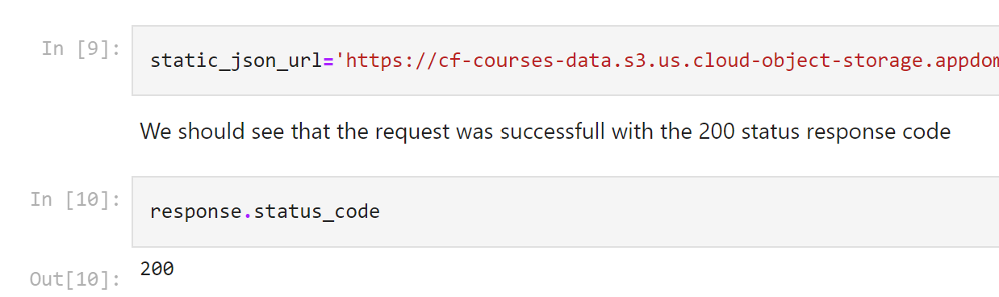 In [9]:
static_json_url='https://cf-courses-data.s3.us.cloud-object-storage.appdom
We should see that the request was successfull with the 200 status response code
In [10]:
response.status_code
Out[10]:
200